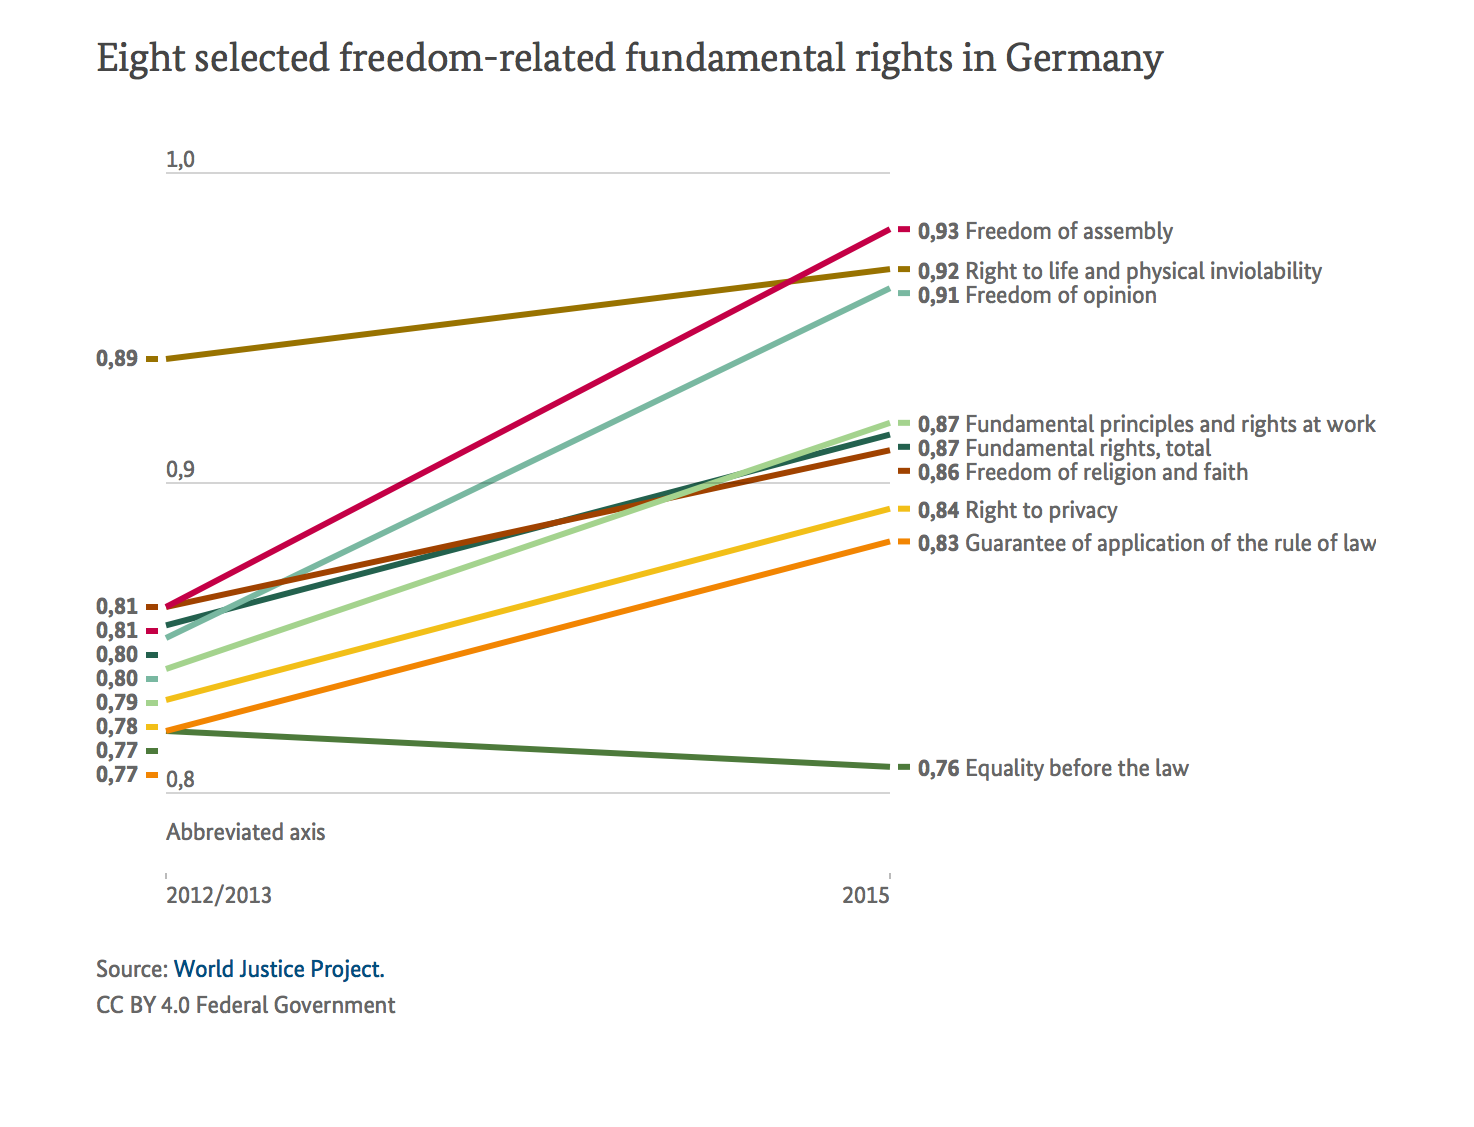 Eight selected freedom-related fundamental rights in Germany
1,0
0,93 Freedom of assembly
0,92 Right to life and physical inviolability
0,91 Freedom of opinion
0,89
0,87 Fundamental principles and rights at work
0,87 Fundamental rights, total
0,9
0,86 Freedom of religion and faith
0,84 Right to privacy
0,83 Guarantee of application of the rule of law
0,81
0,81
0,80
0,80
0,79
0,78
0,77
0,77
0,76 Equality before the law
0,8
Abbreviated axis
2012/2013
2015
Source: World Justice Project.
CC BY 4.0 Federal Government